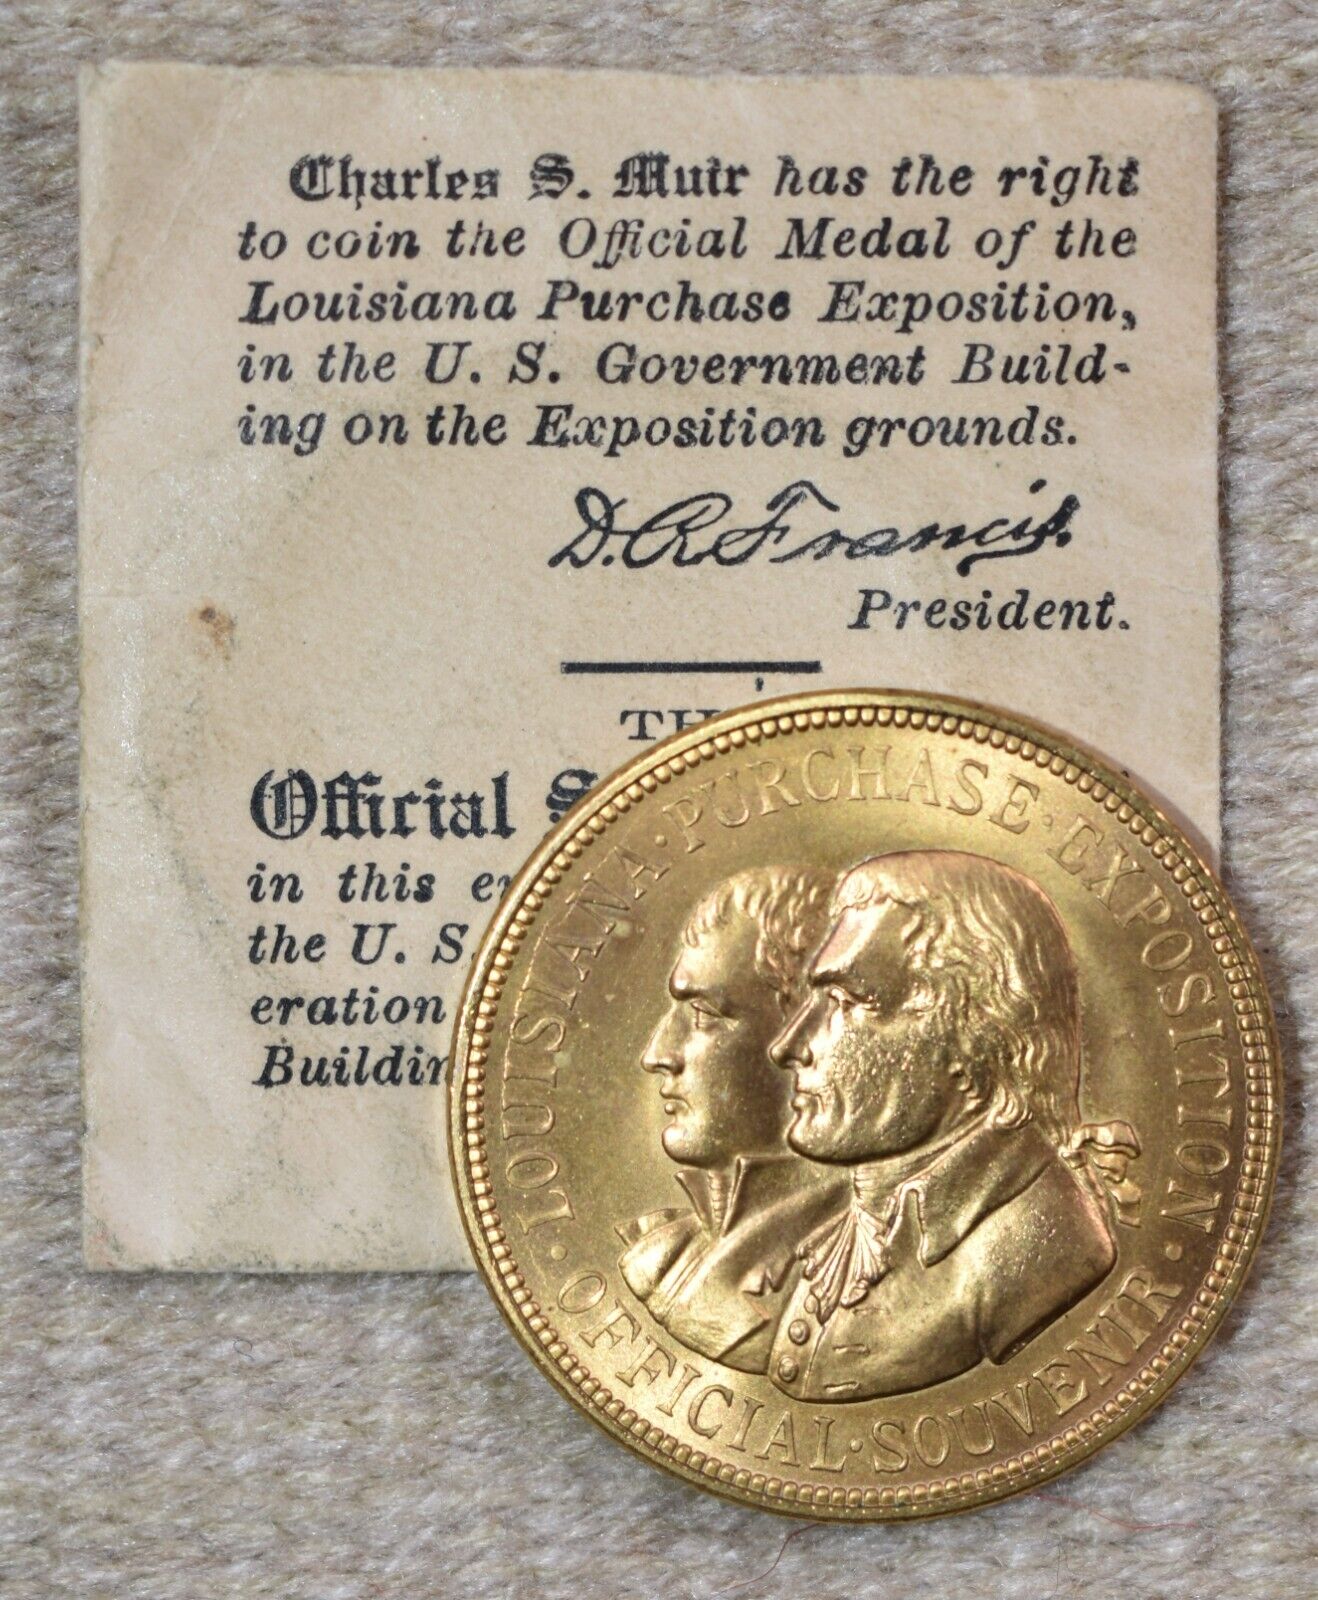 Charles S. Muir has the right
to coin the Official Medal of the
Louisiana Purchase Exposition,
in the U. S. Government Build-
ing on the Exposition grounds.
D. R. Francis.
President.
Official
in this
the U. S.
eration
LOUISIANA · PURCHASE · EXPOSITION ·
OFFICIAL · SOUVENIR ·